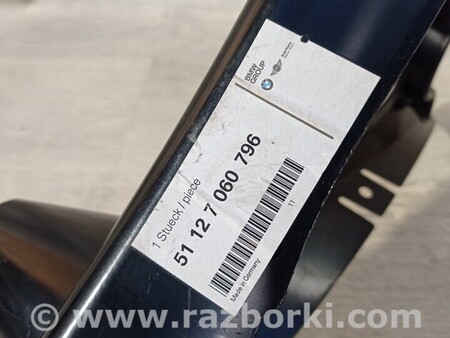 BMW
GROUP
1 Stueck / piece
51 12 7 060 796
11
Made in Germany
© - www.razborki.com